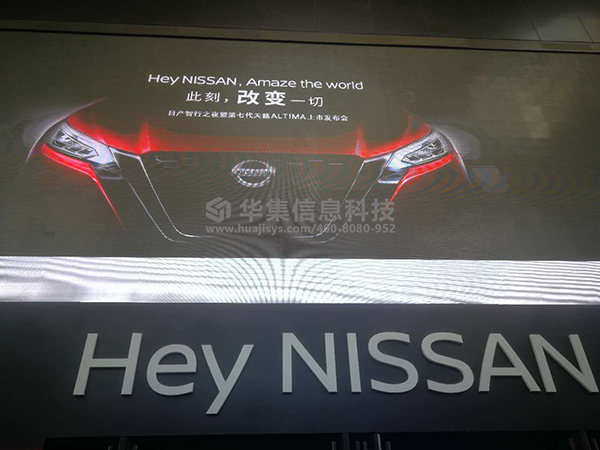 Hey NISSAN, Amaze the world
此刻，改变一切
日产智行之夜暨第七代天籁ALTIMA上市发布会
NISSAN
华集信息科技
www.huajisys.com/400-8080-952
Hey NISSAN